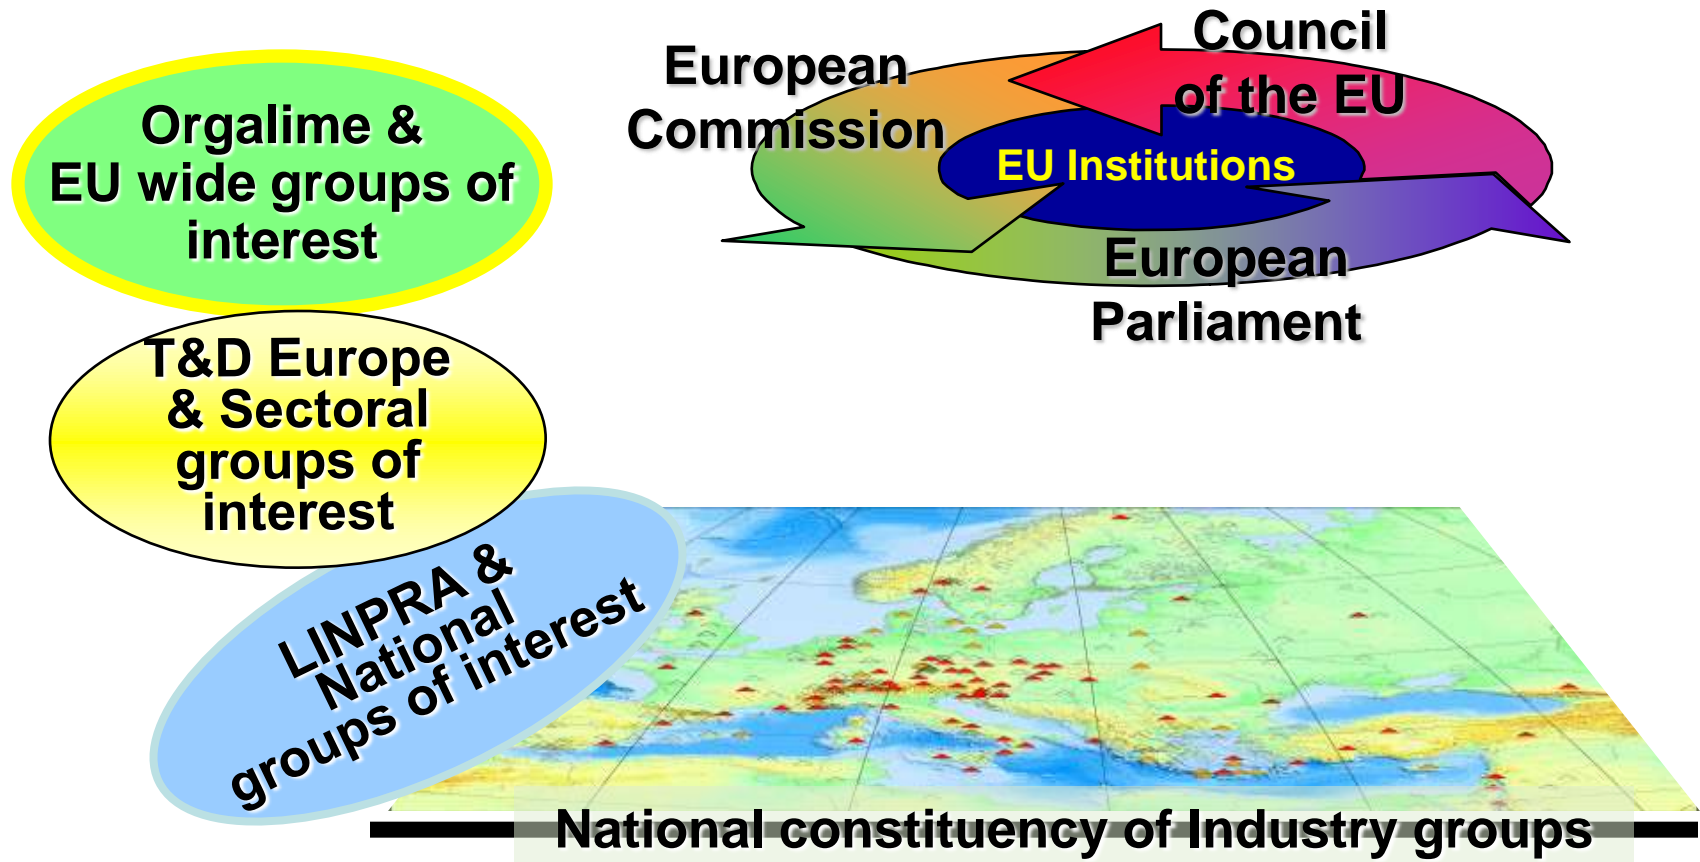 Orgalime &
EU wide groups of
interest
T&D Europe
& Sectoral
groups of
interest
LINPRA &
National
groups of interest
European
Commission
Council
of the EU
EU Institutions
European
Parliament
National constituency of Industry groups